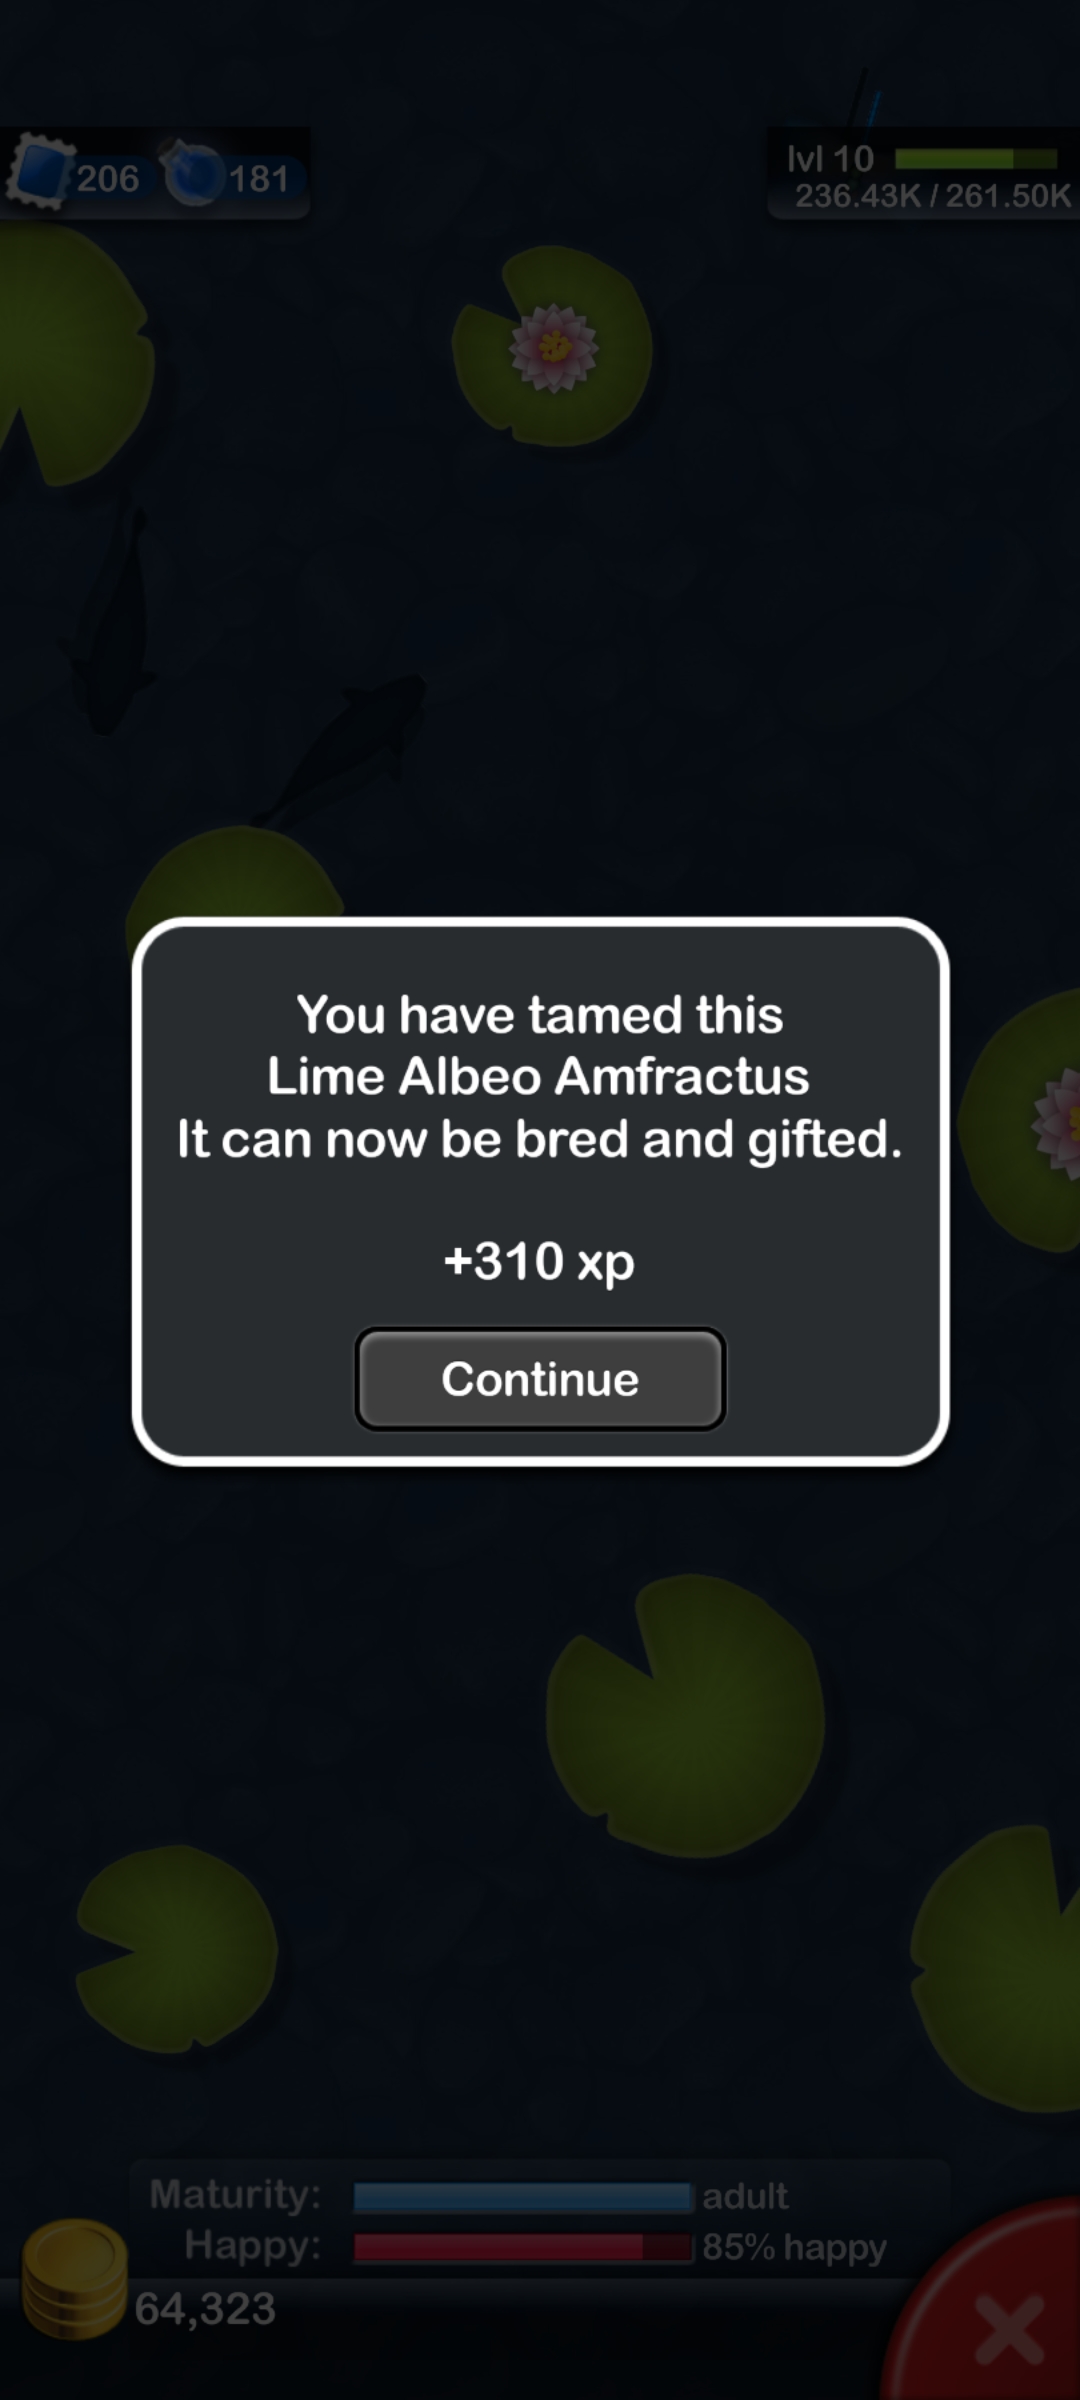 206 181
lvl 10
236.43K / 261.50K
You have tamed this
Lime Albeo Amfractus
It can now be bred and gifted.
+310 xp
Continue
Maturity: adult
Happy: 85% happy
64,323